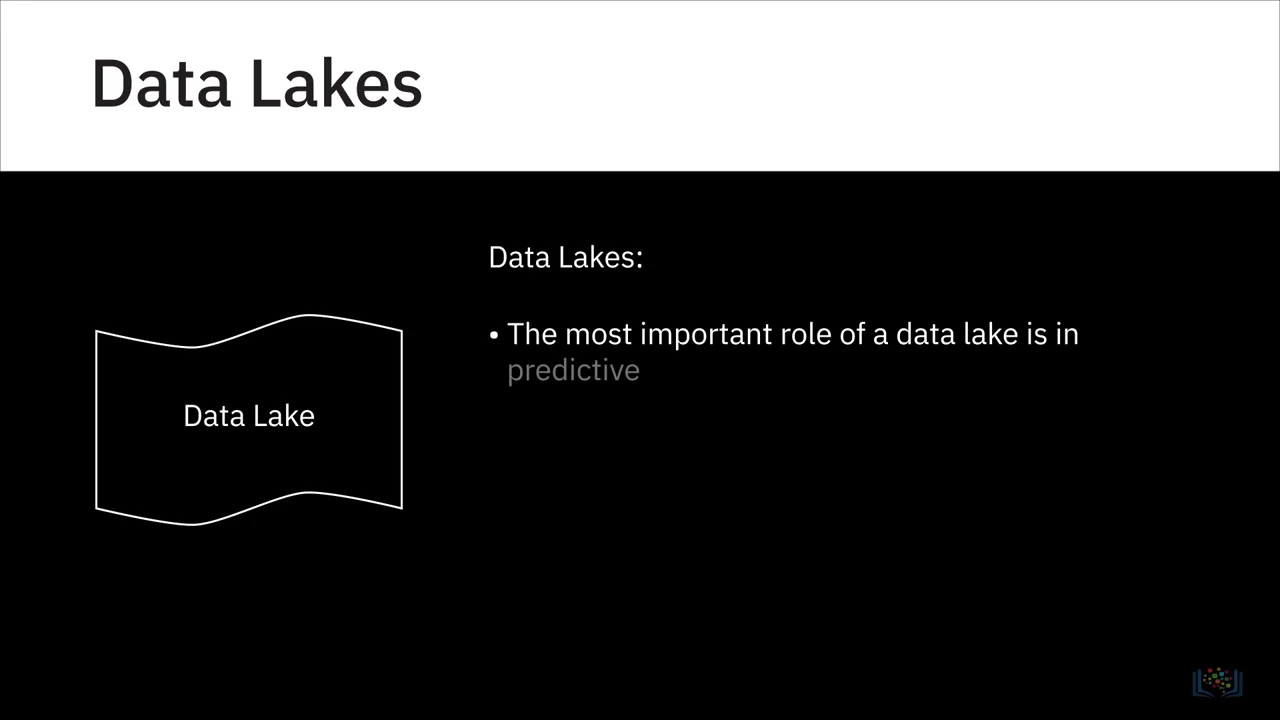 Data Lakes
Data Lakes:
• The most important role of a data lake is in
predictive
Data Lake